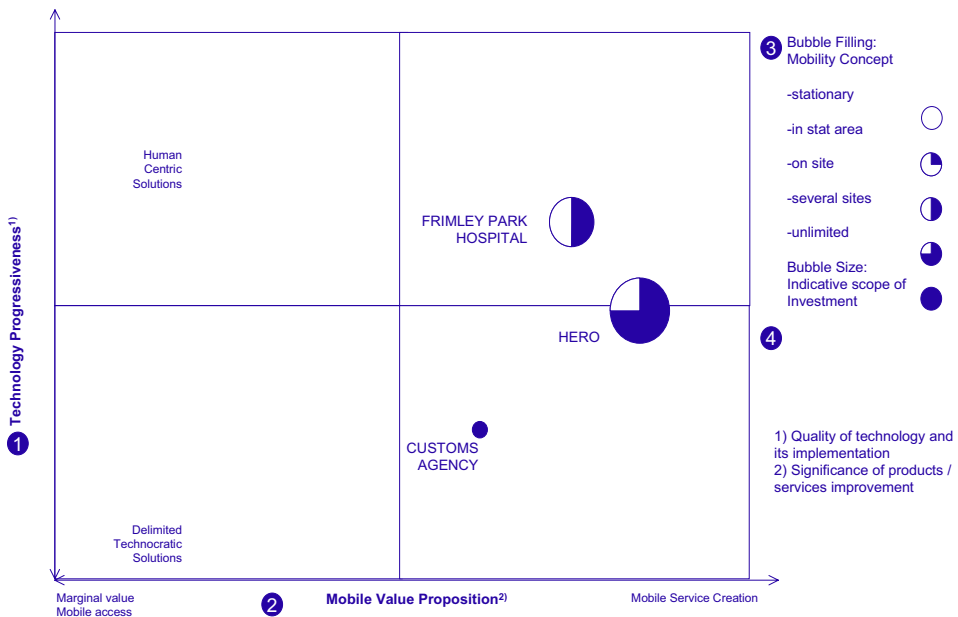 3 Bubble Filling:
Mobility Concept
-stationary
-in stat area
-on site
-several sites
-unlimited
Bubble Size:
Indicative scope of
Investment
Human
Centric
Solutions
FRIMLEY PARK
HOSPITAL
HERO
4
1 Technology Progressiveness1)
CUSTOMS
AGENCY
1) Quality of technology and
its implementation
2) Significance of products /
services improvement
Delimited
Technocratic
Solutions
Marginal value
Mobile access
2 Mobile Value Proposition2)
Mobile Service Creation